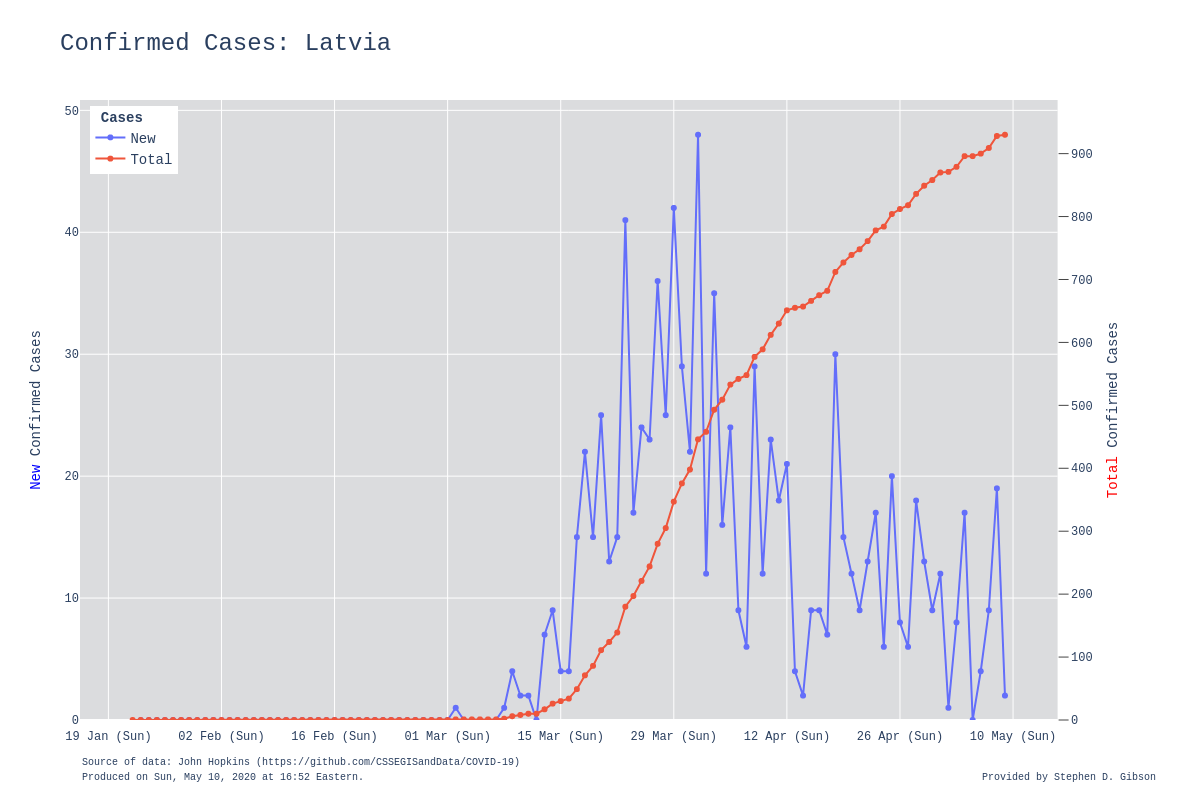 Confirmed Cases: Latvia
Cases
New
Total
50
40
30
20
10
0
900
800
700
600
500
400
300
200
100
0
New Confirmed Cases
Total Confirmed Cases
19 Jan (Sun) 02 Feb (Sun) 16 Feb (Sun) 01 Mar (Sun) 15 Mar (Sun) 29 Mar (Sun) 12 Apr (Sun) 26 Apr (Sun) 10 May (Sun)
Source of data: John Hopkins (https://github.com/CSSEGISandData/COVID-19)
Produced on Sun, May 10, 2020 at 16:52 Eastern.
Provided by Stephen D. Gibson